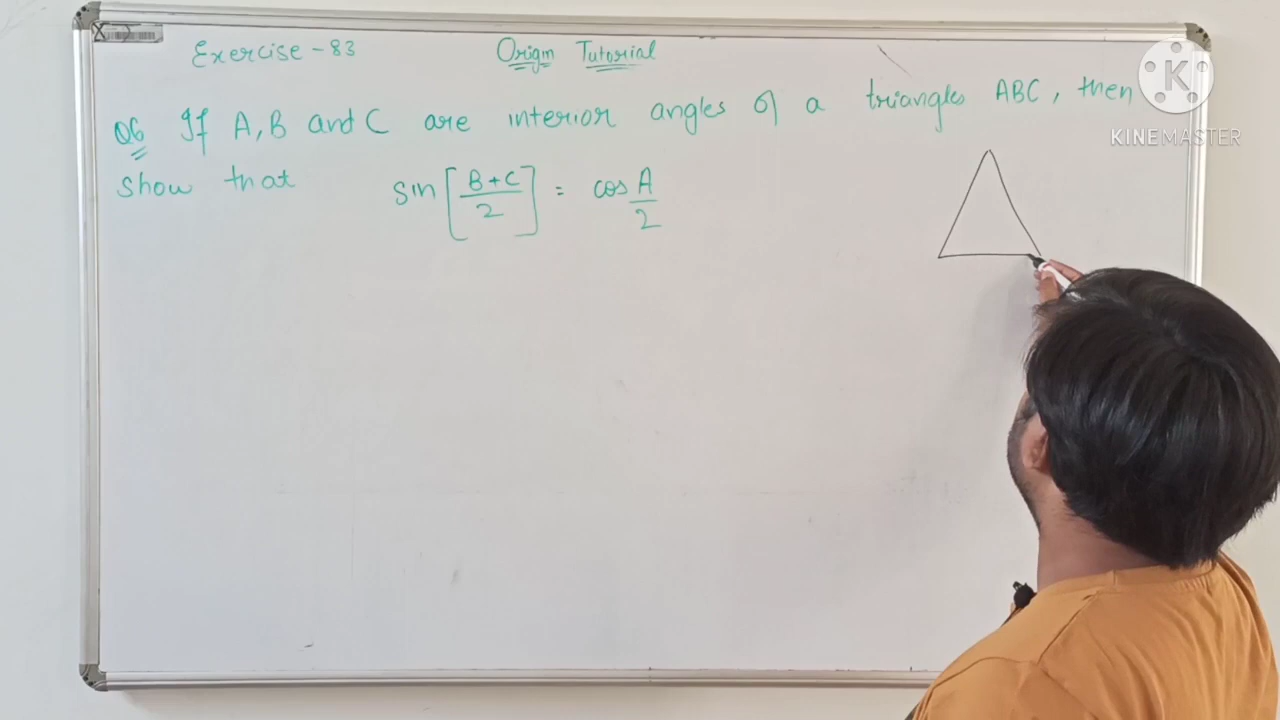 Exercise - 83
Origin Tutorial
Q6 If A, B and C are interior angles of a triangles ABC, then
show that sin[B+C/2] = cos A/2
K
KINEMASTER